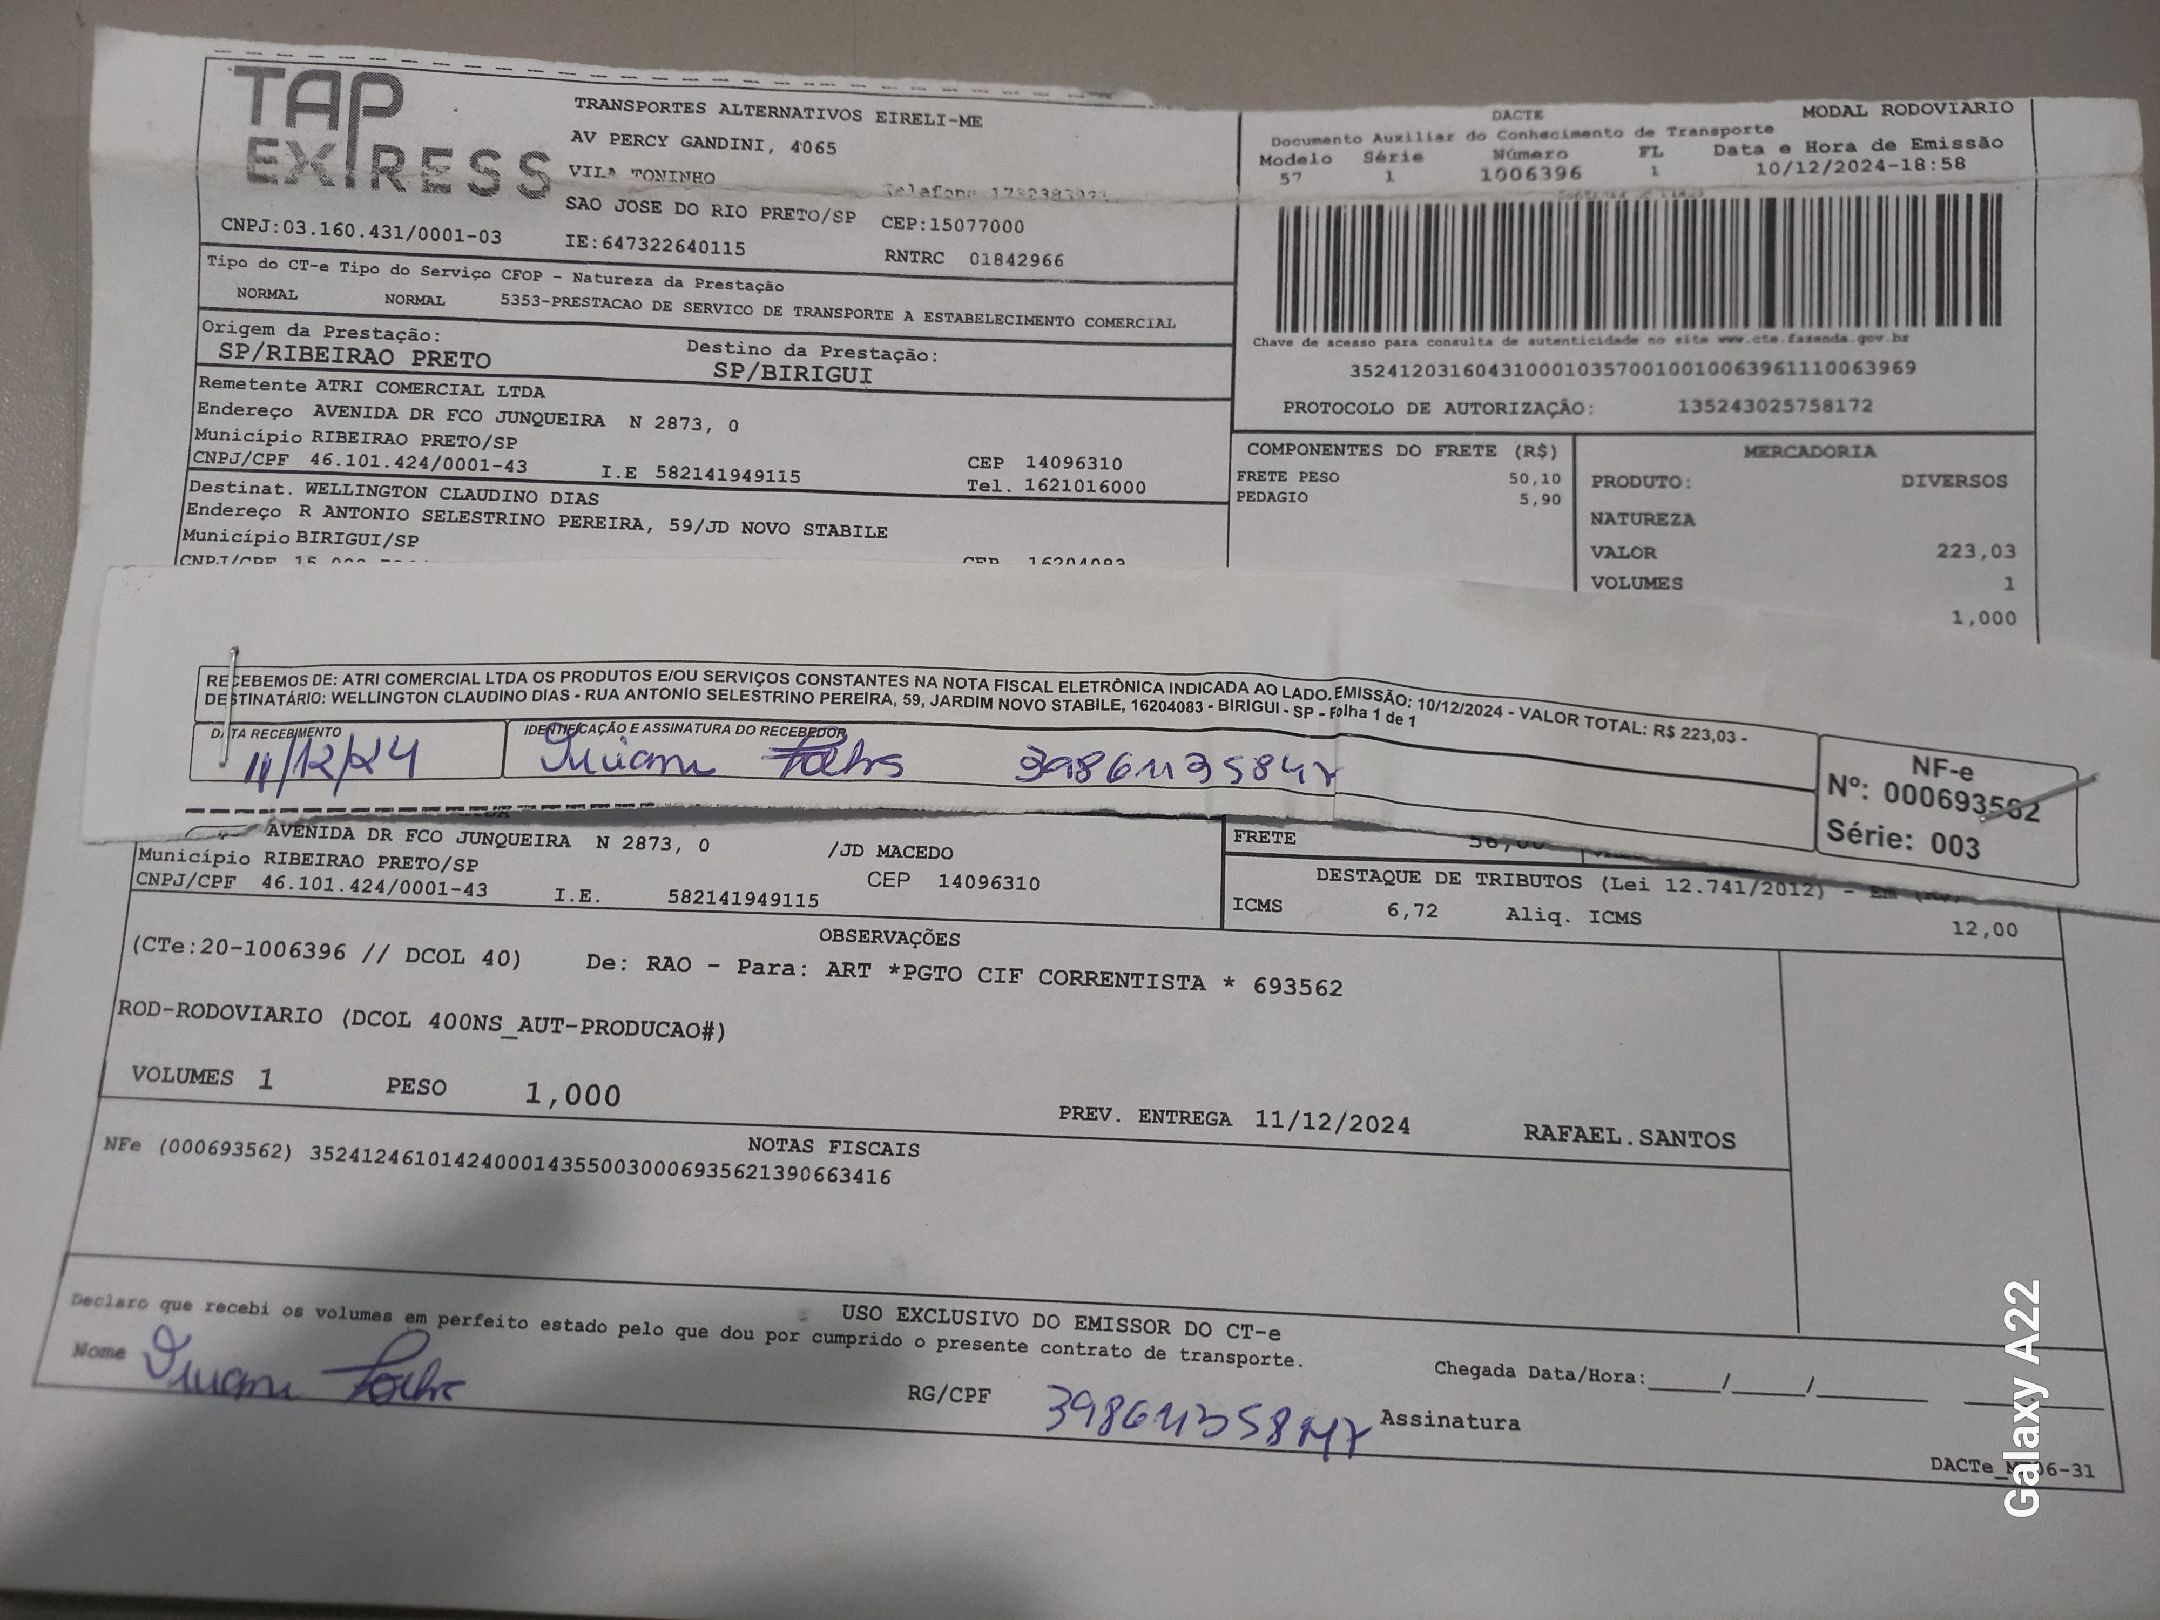 TAP
EXPRESS
TRANSPORTES ALTERNATIVOS EIRELI-ME
AV PERCY GANDINI, 4065
VILA TONINHO
SAO JOSE DO RIO PRETO/SP CEP:15077000
CNPJ:03.160.431/0001-03 IE:647322640115 RNTRC 01842966
DACTE MODAL RODOVIARIO
Documento Auxiliar do Conhecimento de Transporte
Modelo Série Número FL Data e Hora de Emissão
57 1 1006396 1 10/12/2024-18:58
Tipo do CT-e Tipo do Serviço CFOP - Natureza da Prestação
NORMAL NORMAL 5353-PRESTACAO DE SERVICO DE TRANSPORTE A ESTABELECIMENTO COMERCIAL
Origem da Prestação: Destino da Prestação:
SP/RIBEIRAO PRETO SP/BIRIGUI
Chave de acesso para consulta de autenticidade no site www.cte.fazenda.gov.br
35241203160431000103570010010063961110063969
PROTOCOLO DE AUTORIZAÇÃO: 135243025758172
Remetente ATRI COMERCIAL LTDA
Endereço AVENIDA DR FCO JUNQUEIRA N 2873, 0
Município RIBEIRAO PRETO/SP
CNPJ/CPF 46.101.424/0001-43 I.E 582141949115 CEP 14096310
Tel. 1621016000
Destinat. WELLINGTON CLAUDINO DIAS
Endereço R ANTONIO SELESTRINO PEREIRA, 59/JD NOVO STABILE
Município BIRIGUI/SP
CNPJ/CPF CEP 16204083
COMPONENTES DO FRETE (R$)
FRETE PESO 50,10
PEDAGIO 5,90
MERCADORIA
PRODUTO: DIVERSOS
NATUREZA
VALOR 223,03
VOLUMES 1
1,000
RECEBEMOS DE: ATRI COMERCIAL LTDA OS PRODUTOS E/OU SERVIÇOS CONSTANTES NA NOTA FISCAL ELETRÔNICA INDICADA AO LADO. EMISSÃO: 10/12/2024 - VALOR TOTAL: R$ 223,03 -
DESTINATÁRIO: WELLINGTON CLAUDINO DIAS - RUA ANTONIO SELESTRINO PEREIRA, 59, JARDIM NOVO STABILE, 16204083 - BIRIGUI - SP - Folha 1 de 1
DATA RECEBIMENTO IDENTIFICAÇÃO E ASSINATURA DO RECEBEDOR
11/12/24
NF-e
Nº: 000693562
Série: 003
AVENIDA DR FCO JUNQUEIRA N 2873, 0 /JD MACEDO
Município RIBEIRAO PRETO/SP CEP 14096310
CNPJ/CPF 46.101.424/0001-43 I.E. 582141949115
FRETE 56,00
DESTAQUE DE TRIBUTOS (Lei 12.741/2012) - Em
ICMS 6,72 Aliq. ICMS 12,00
OBSERVAÇÕES
(CTe:20-1006396 // DCOL 40) De: RAO - Para: ART *PGTO CIF CORRENTISTA * 693562
ROD-RODOVIARIO (DCOL 400NS_AUT-PRODUCAO#)
VOLUMES 1 PESO 1,000 PREV. ENTREGA 11/12/2024 RAFAEL.SANTOS
NOTAS FISCAIS
NFe (000693562) 35241246101424000143550030006935621390663416
USO EXCLUSIVO DO EMISSOR DO CT-e
Declaro que recebi os volumes em perfeito estado pelo que dou por cumprido o presente contrato de transporte.
Nome RG/CPF Assinatura
Chegada Data/Hora:_____/_____/_____
Galaxy A22